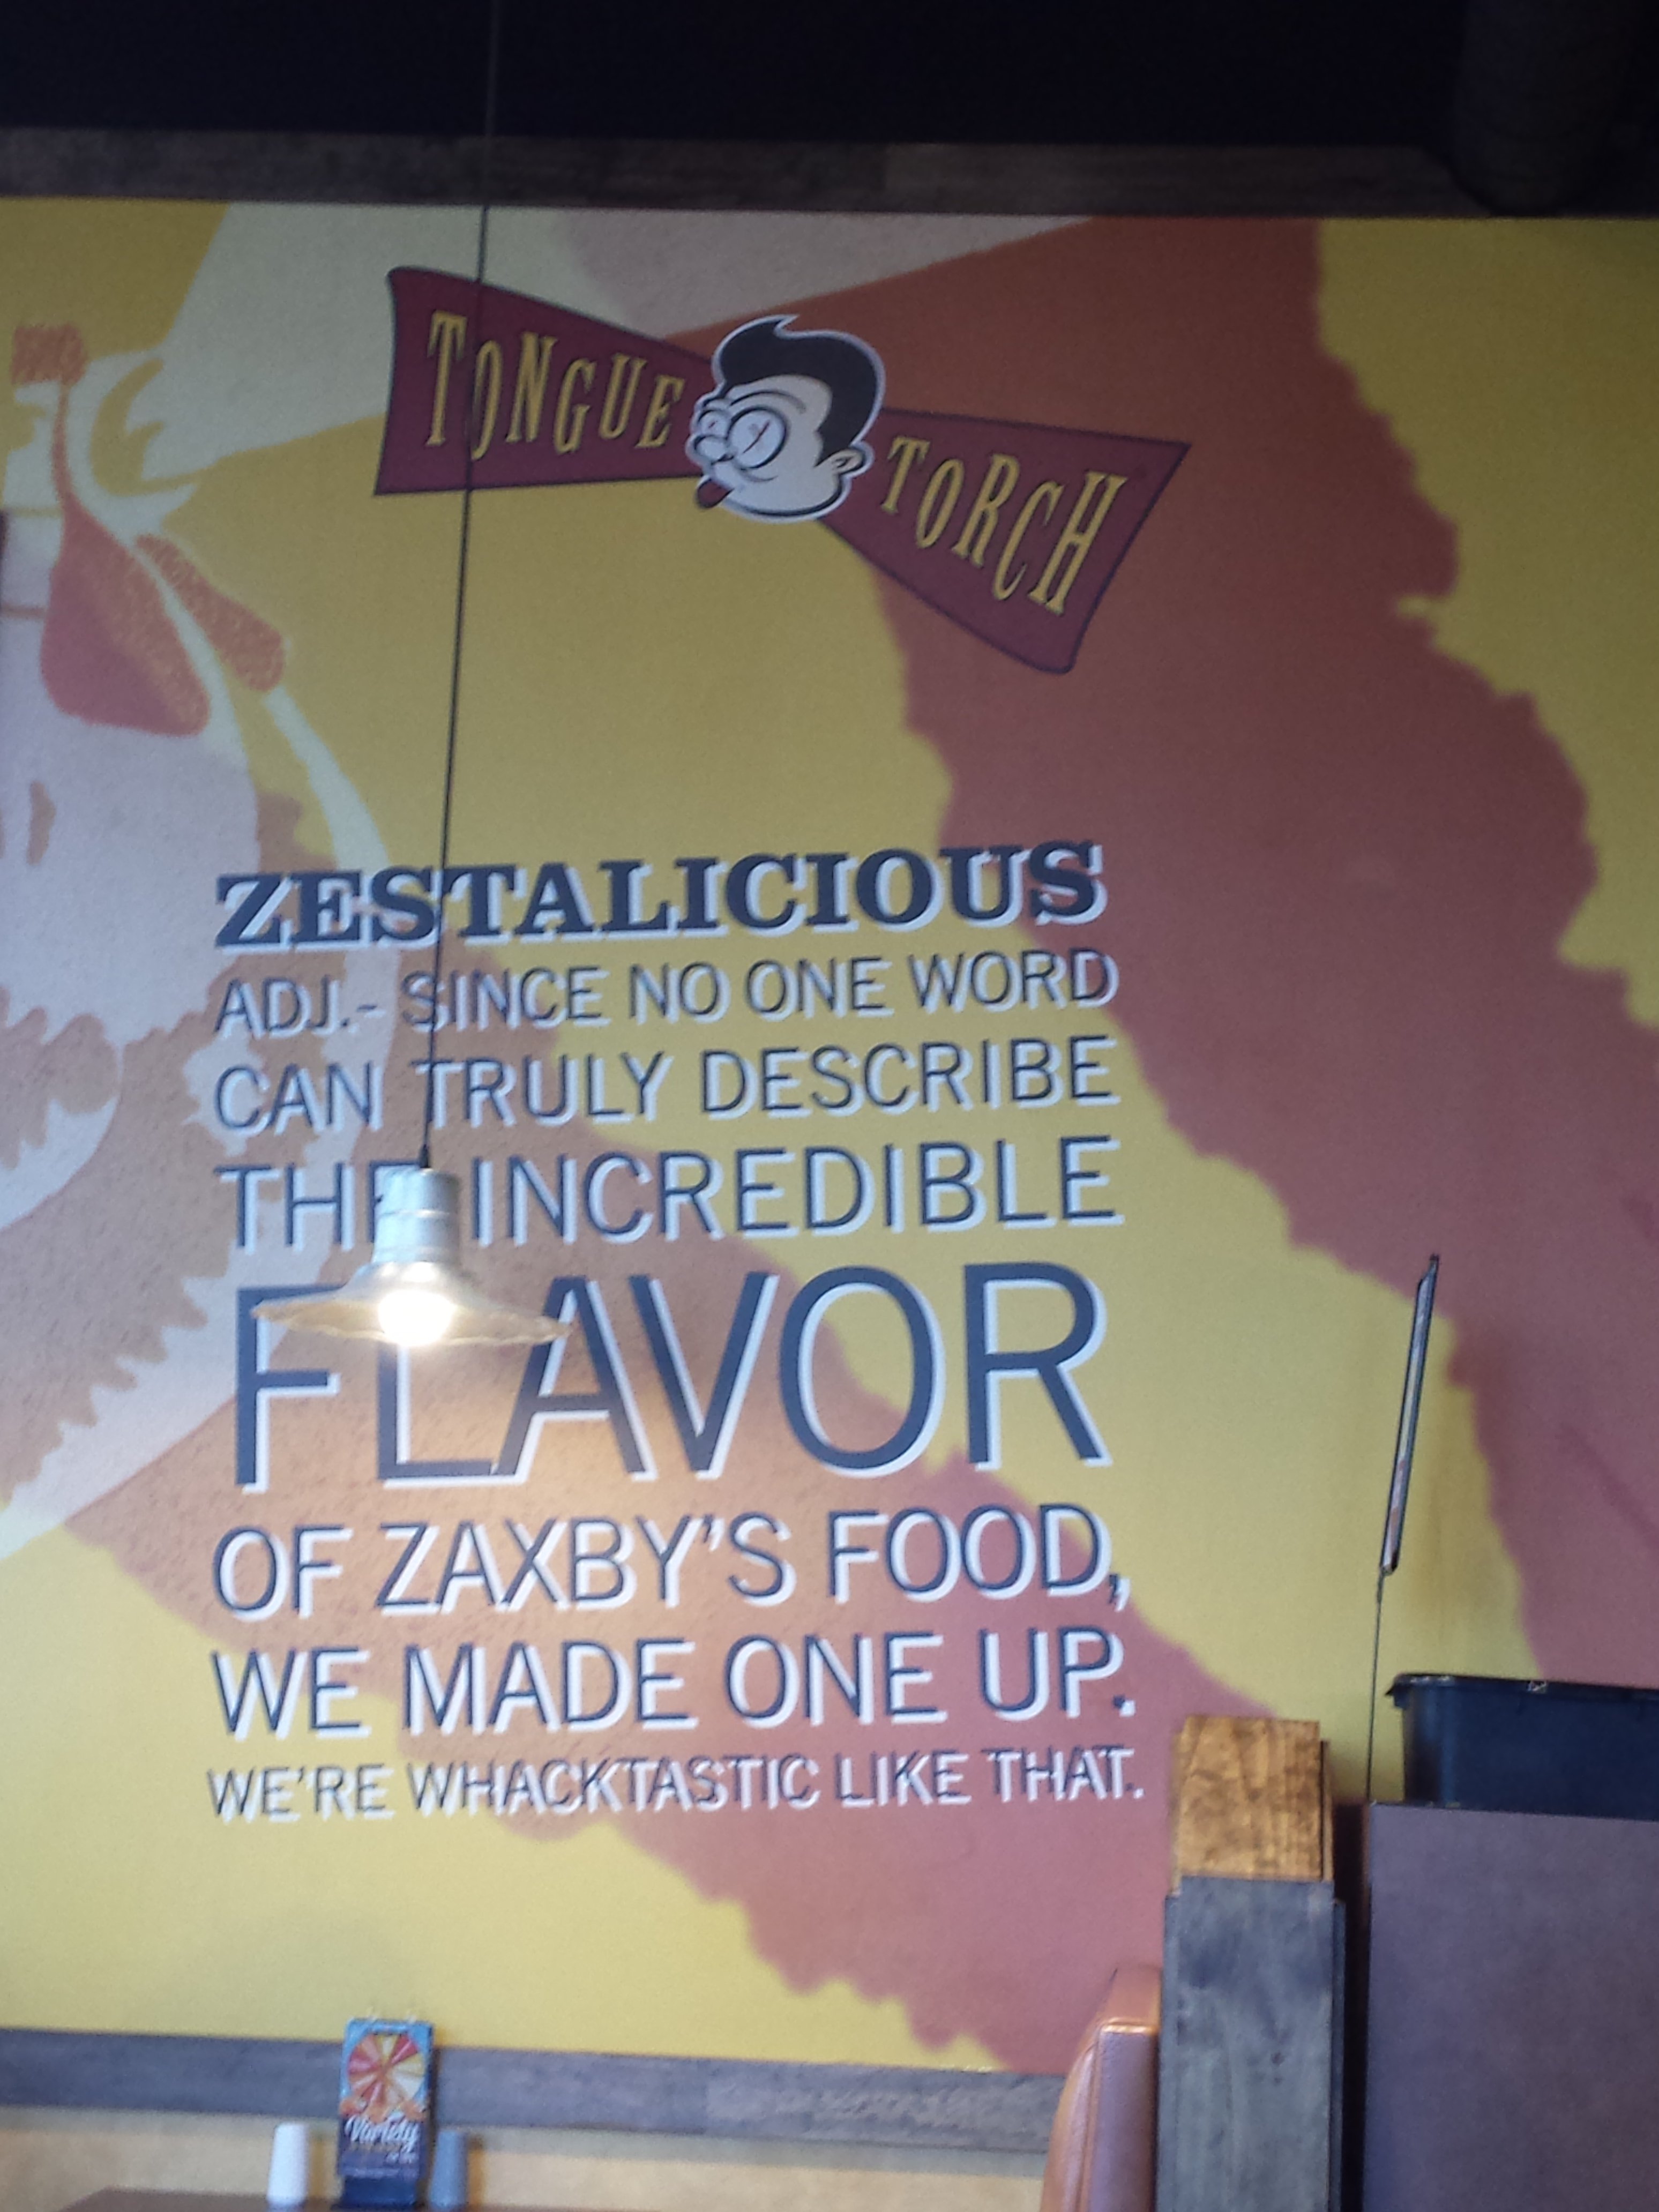 TONGUE TORCH
ZESTALICIOUS
ADJ.- SINCE NO ONE WORD
CAN TRULY DESCRIBE
THE INCREDIBLE
FLAVOR
OF ZAXBY'S FOOD,
WE MADE ONE UP.
WE'RE WHACKTASTIC LIKE THAT.
Variety